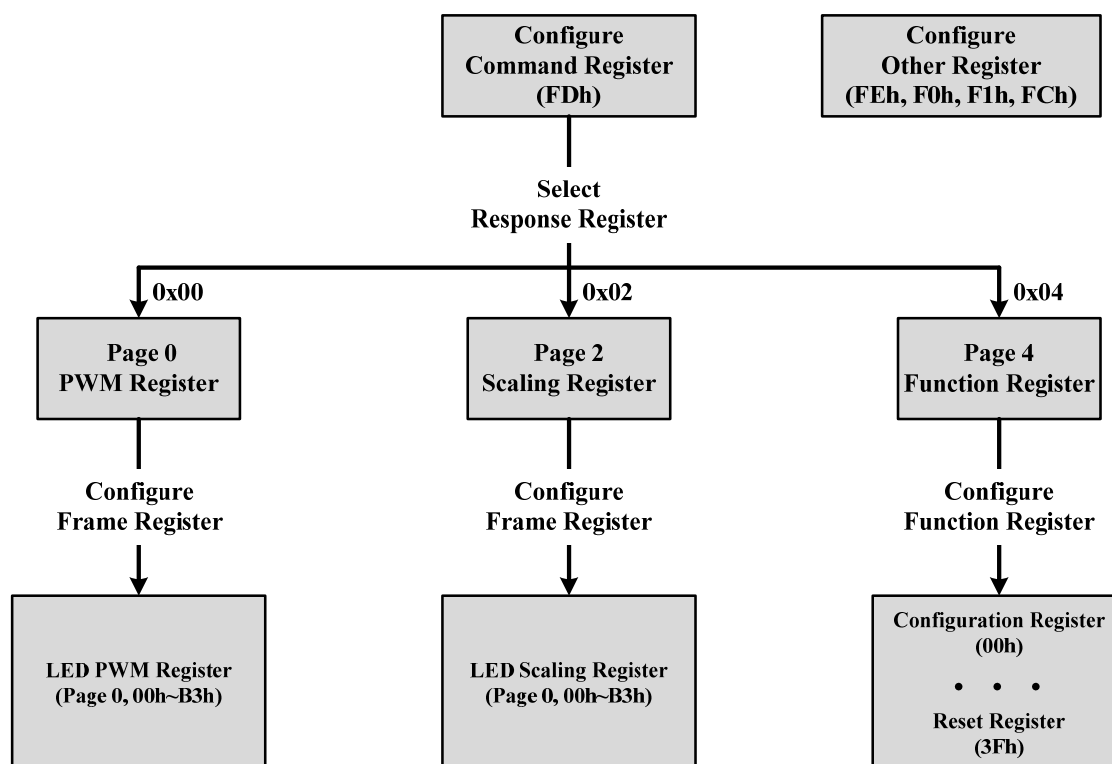 Configure
Command Register
(FDh)
Configure
Other Register
(FEh, F0h, F1h, FCh)
Select
Response Register
0x00
0x02
0x04
Page 0
PWM Register
Page 2
Scaling Register
Page 4
Function Register
Configure
Frame Register
Configure
Frame Register
Configure
Function Register
LED PWM Register
(Page 0, 00h~B3h)
LED Scaling Register
(Page 0, 00h~B3h)
Configuration Register
(00h)
• • •
Reset Register
(3Fh)